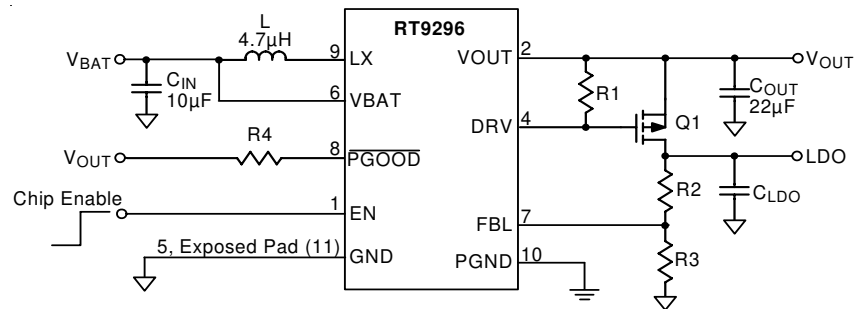 L
4.7μH
RT9296
VBAT
9 LX
VOUT 2
VOUT
CIN
10μF
6 VBAT
R1
COUT
22μF
DRV 4
Q1
R4
VOUT
8 PGOOD
LDO
Chip Enable
R2
CLDO
1 EN
FBL 7
5, Exposed Pad (11) GND
PGND 10
R3